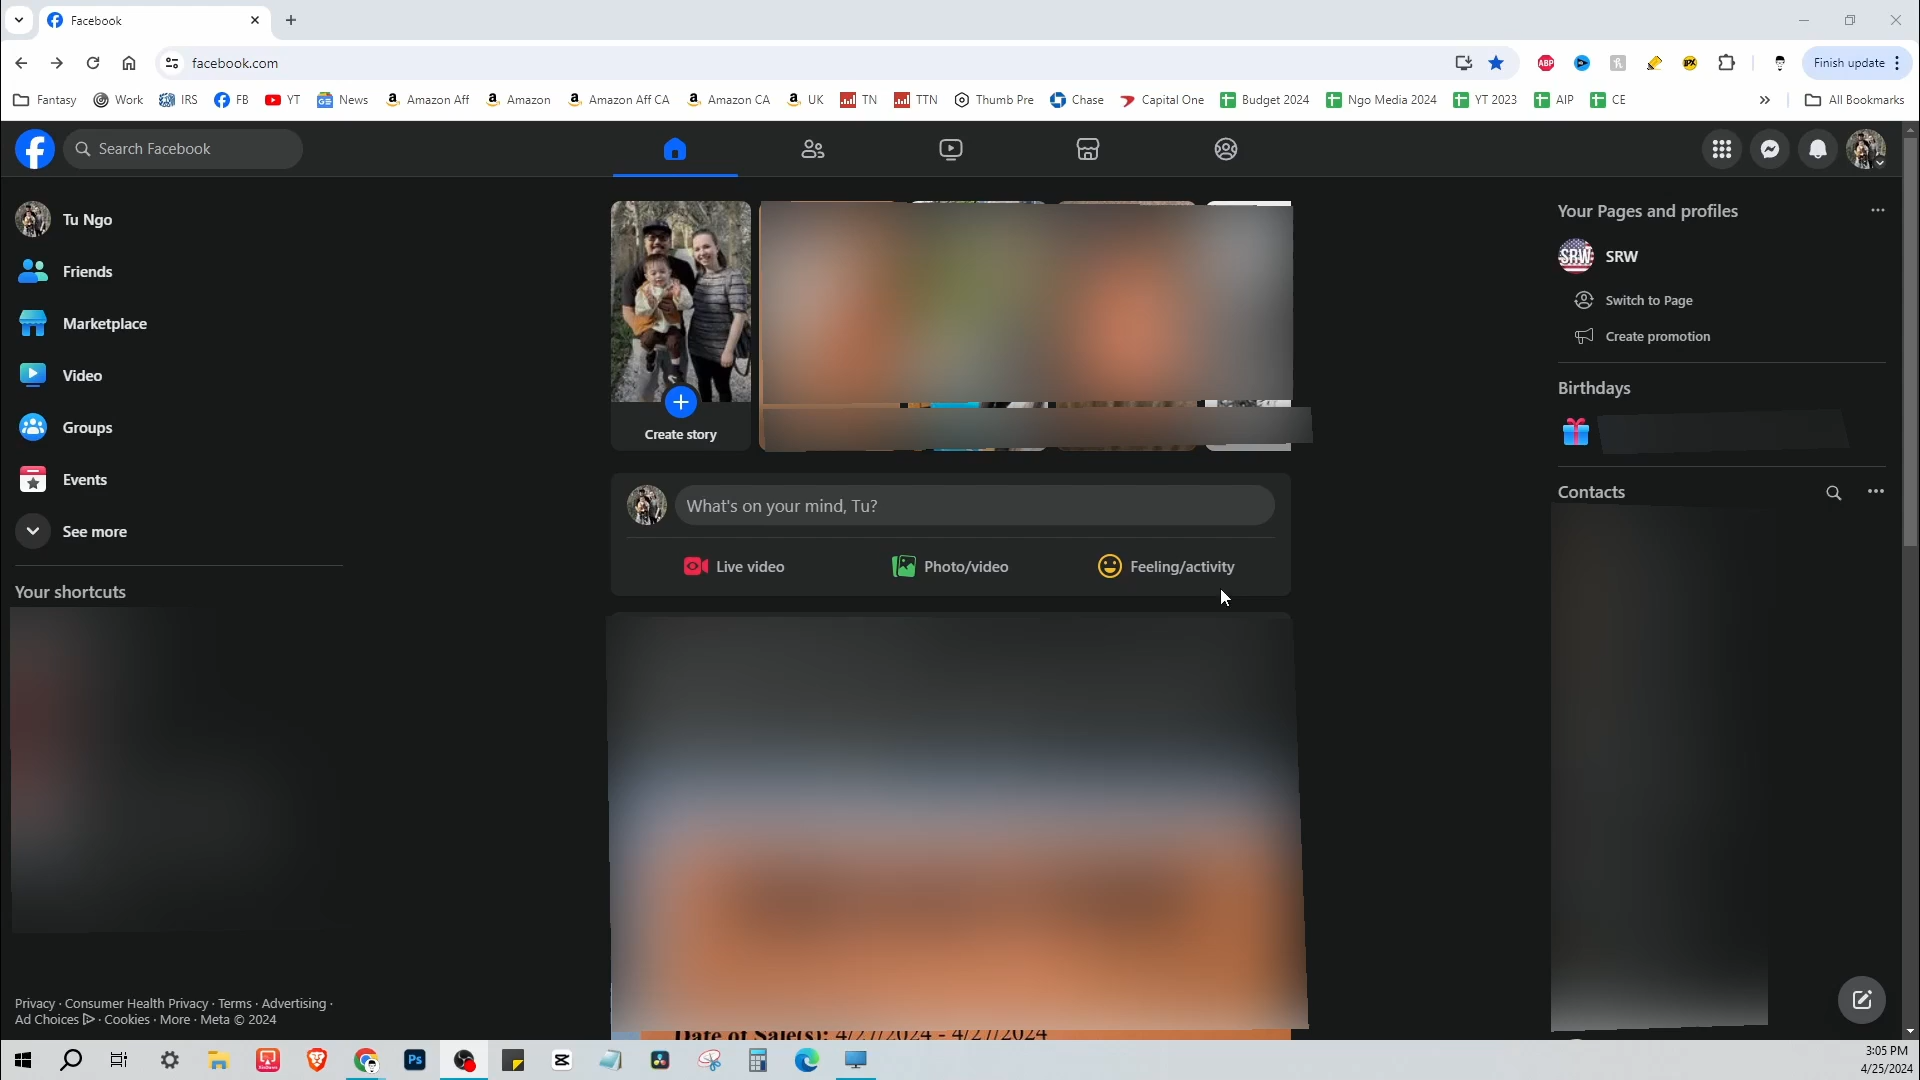 Facebook
facebook.com
Finish update
Fantasy Work IRS FB YT News Amazon Aff Amazon Amazon Aff CA Amazon CA UK TN TTN Thumb Pre Chase Capital One Budget 2024 Ngo Media 2024 YT 2023 AIP CE » All Bookmarks
Search Facebook
Tu Ngo
Friends
Marketplace
Video
Groups
Events
See more
Your shortcuts
Privacy · Consumer Health Privacy · Terms · Advertising ·
Ad Choices · Cookies · More · Meta © 2024
Create story
What's on your mind, Tu?
Live video Photo/video Feeling/activity
Date of Sale(s): 4/27/2024 - 4/27/2024
Your Pages and profiles
SRW SRW
Switch to Page
Create promotion
Birthdays
Contacts
ABP
IPX
Ps
3:05 PM
4/25/2024